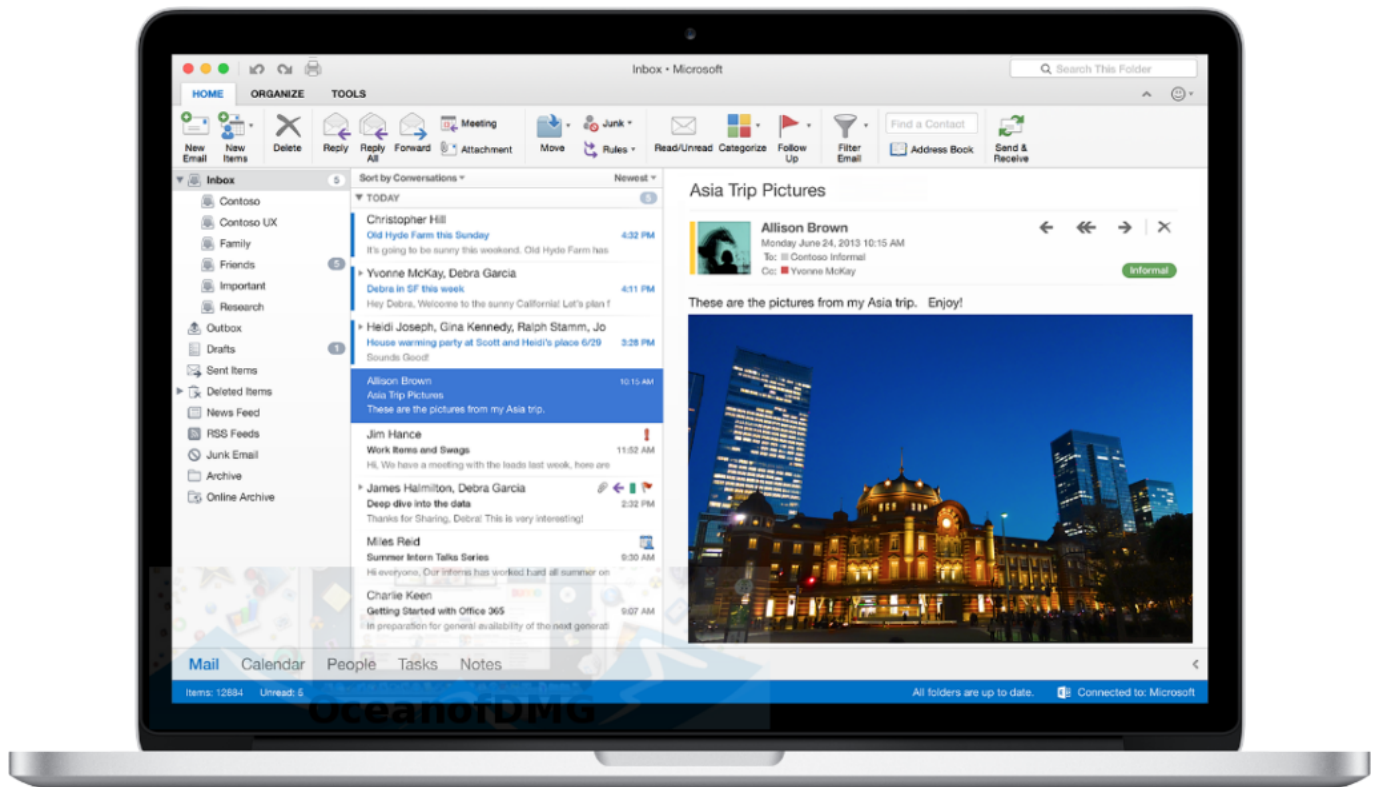 Inbox • Microsoft
Search This Folder
HOME ORGANIZE TOOLS
New Email
New Items
Delete
Reply
Reply All
Forward
Meeting
Attachment
Move
Junk
Rules
Read/Unread
Categorize
Follow Up
Filter Email
Find a Contact
Address Book
Send & Receive
Inbox 5
Contoso
Contoso UX
Family
Friends 5
Important
Research
Outbox
Drafts 1
Sent Items
Deleted Items
News Feed
RSS Feeds
Junk Email
Archive
Online Archive
Sort by Conversations Newest
TODAY 5
Christopher Hill
Old Hyde Farm this Sunday 4:32 PM
It's going to be sunny this weekend. Old Hyde Farm has
Yvonne McKay, Debra Garcia
Debra in SF this week 4:11 PM
Hey Debra, Welcome to the sunny California! Let's plan f
Heidi Joseph, Gina Kennedy, Ralph Stamm, Jo
House warming party at Scott and Heidi's place 6/29 3:28 PM
Sounds Good!
Allison Brown 10:15 AM
Asia Trip Pictures
These are the pictures from my Asia trip.
Jim Hance
Work Items and Swags 11:52 AM
Hi, We have a meeting with the leads last week, here are
James Halmilton, Debra Garcia
Deep dive into the data 2:32 PM
Thanks for Sharing, Debra! This is very interesting!
Miles Reid
Summer Intern Talks Series 9:30 AM
Hi everyone, Our interns has worked hard all summer on
Charlie Keen
Getting Started with Office 365 9:07 AM
In preparation for general availability of the next generati
Asia Trip Pictures
Allison Brown
Monday June 24, 2013 10:15 AM
To: Contoso Informal
Cc: Yvonne McKay
Informal
These are the pictures from my Asia trip. Enjoy!
Mail Calendar People Tasks Notes
Items: 12884 Unread: 5 All folders are up to date. Connected to: Microsoft
OceanofDMG